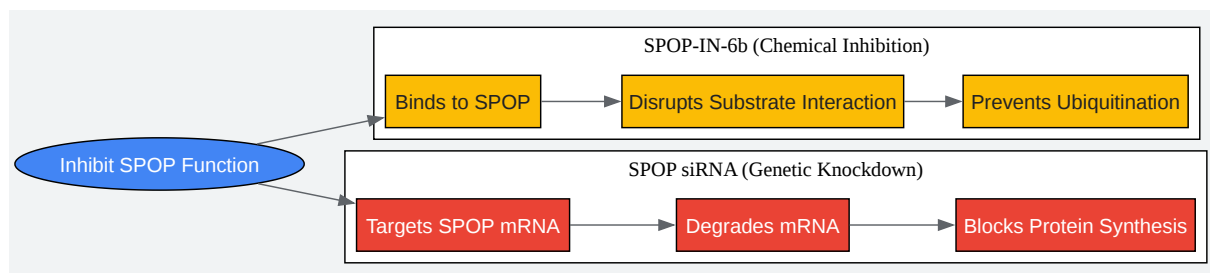 SPOP-IN-6b (Chemical Inhibition)
Binds to SPOP
Disrupts Substrate Interaction
Prevents Ubiquitination
Inhibit SPOP Function
SPOP siRNA (Genetic Knockdown)
Targets SPOP mRNA
Degrades mRNA
Blocks Protein Synthesis